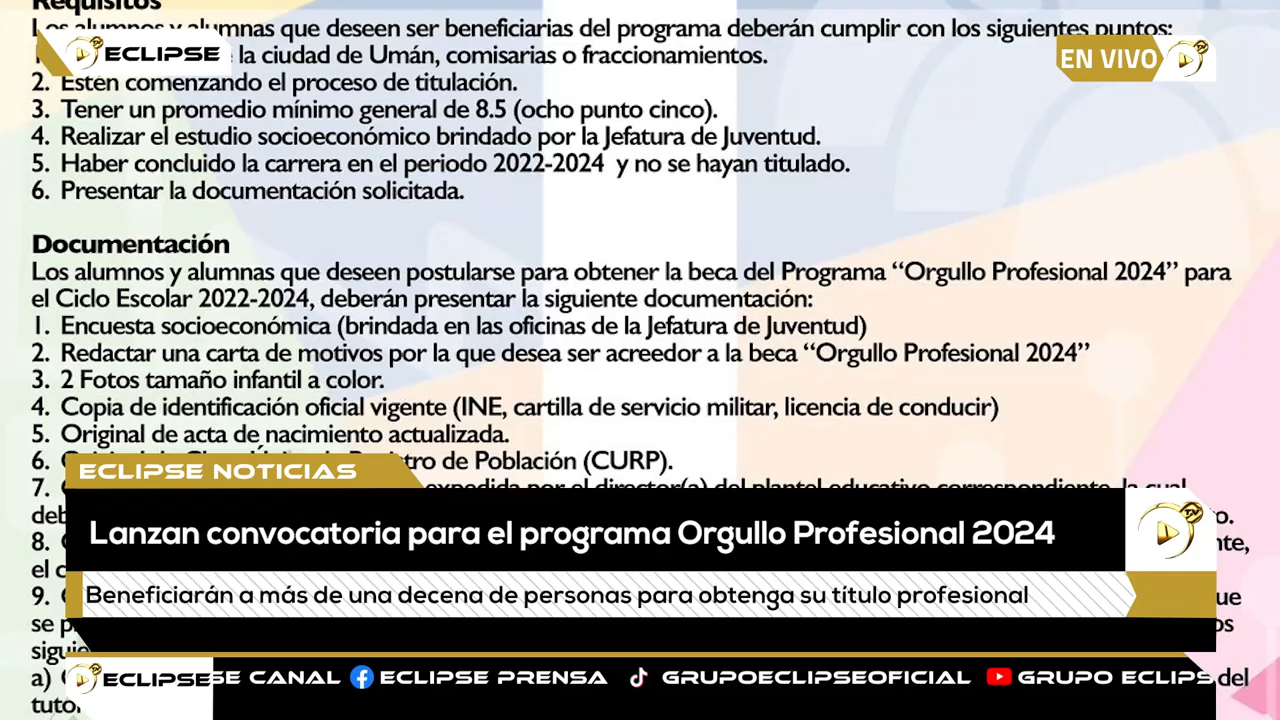 Requisitos
Los alumnos y alumnas que deseen ser beneficiarias del programa deberán cumplir con los siguientes puntos:
ECLIPSE
la ciudad de Umán, comisarias o fraccionamientos.
EN VIVO
2. Estén comenzando el proceso de titulación.
3. Tener un promedio mínimo general de 8.5 (ocho punto cinco).
4. Realizar el estudio socioeconómico brindado por la Jefatura de Juventud.
5. Haber concluido la carrera en el periodo 2022-2024 y no se hayan titulado.
6. Presentar la documentación solicitada.
Documentación
Los alumnos y alumnas que deseen postularse para obtener la beca del Programa “Orgullo Profesional 2024” para
el Ciclo Escolar 2022-2024, deberán presentar la siguiente documentación:
1. Encuesta socioeconómica (brindada en las oficinas de la Jefatura de Juventud)
2. Redactar una carta de motivos por la que desea ser acreedor a la beca “Orgullo Profesional 2024”
3. 2 Fotos tamaño infantil a color.
4. Copia de identificación oficial vigente (INE, cartilla de servicio militar, licencia de conducir)
5. Original de acta de nacimiento actualizada.
6. de Población (CURP).
ECLIPSE NOTICIAS
7. expedida por el director(a) del plantel educativo correspondiente, la cual
Lanzan convocatoria para el programa Orgullo Profesional 2024
8.
9.
Beneficiarán a más de una decena de personas para obtenga su título profesional
se
a) del
ECLIPSE
SE CANAL ECLIPSE PRENSA GRUPOECLIPSEOFICIAL GRUPO ECLIPS